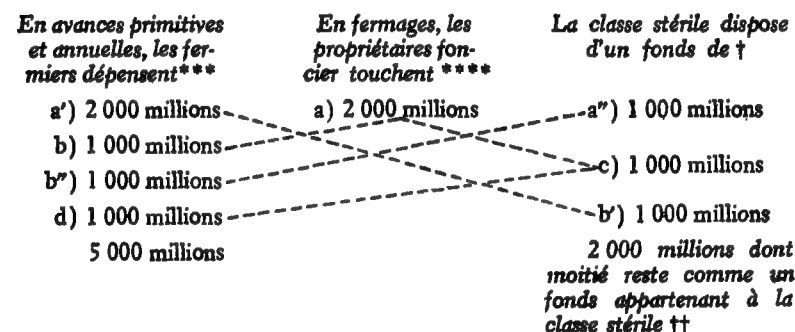 En avances primitives
et annuelles, les fer-
miers dépensent***
a') 2 000 millions
b) 1 000 millions
b") 1 000 millions
d) 1 000 millions
5 000 millions
En fermages, les
propriétaires fon-
cier touchent ****
a) 2 000 millions
La classe stérile dispose
d'un fonds de †
a") 1 000 millions
c) 1 000 millions
b') 1 000 millions
2 000 millions dont
moitié reste comme un
fonds appartenant à la
classe stérile ††